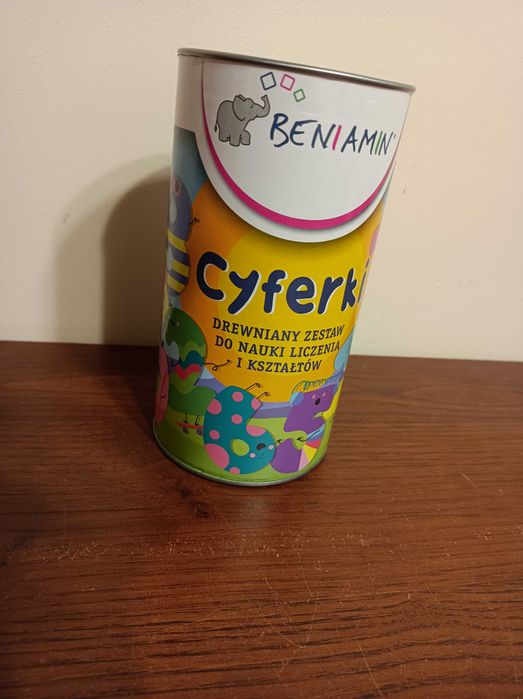 BENIAMIN
Cyferki
DREWNIANY ZESTAW
DO NAUKI LICZENIA
I KSZTAŁTÓW